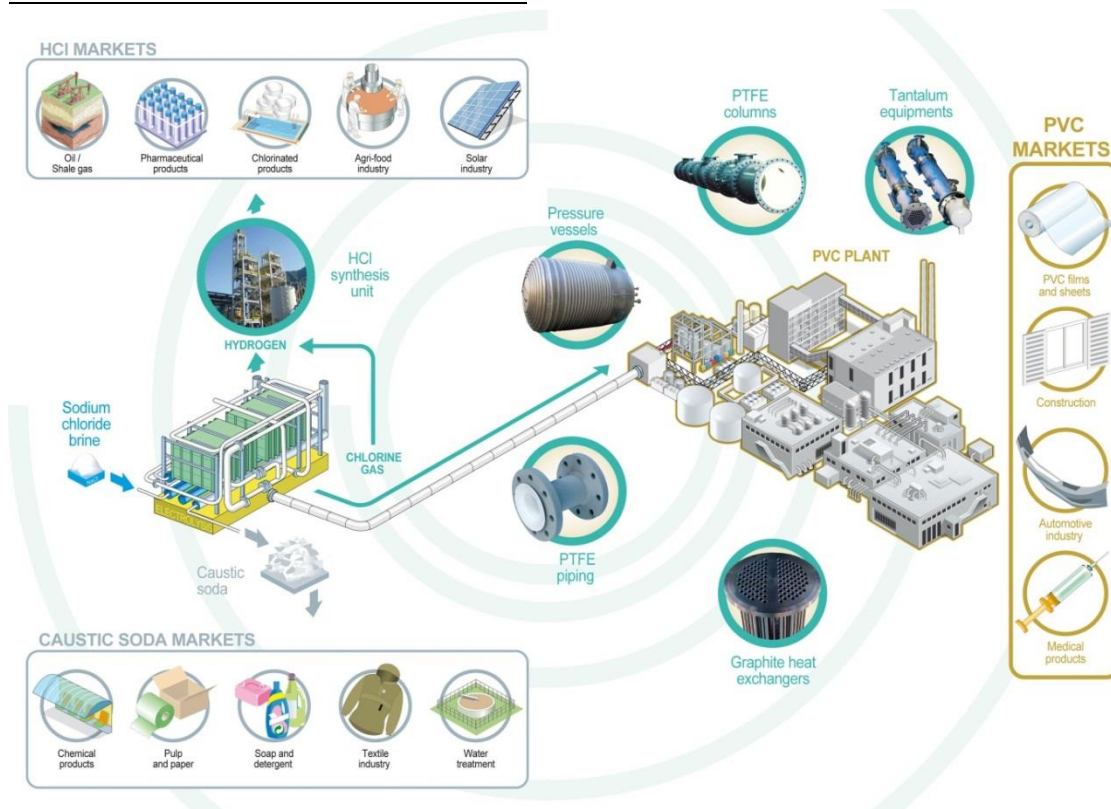 HCl MARKETS
Oil /
Shale gas
Pharmaceutical
products
Chlorinated
products
Agri-food
industry
Solar
industry
HCl
synthesis
unit
HYDROGEN
Sodium
chloride
brine
NaCl
ELECTROLYSIS
CHLORINE
GAS
Caustic
soda
CAUSTIC SODA MARKETS
Chemical
products
Pulp
and paper
Soap and
detergent
Textile
industry
Water
treatment
Pressure
vessels
PTFE
columns
Tantalum
equipments
PVC PLANT
PTFE
piping
Graphite heat
exchangers
PVC
MARKETS
PVC films
and sheets
Construction
Automotive
industry
Medical
products